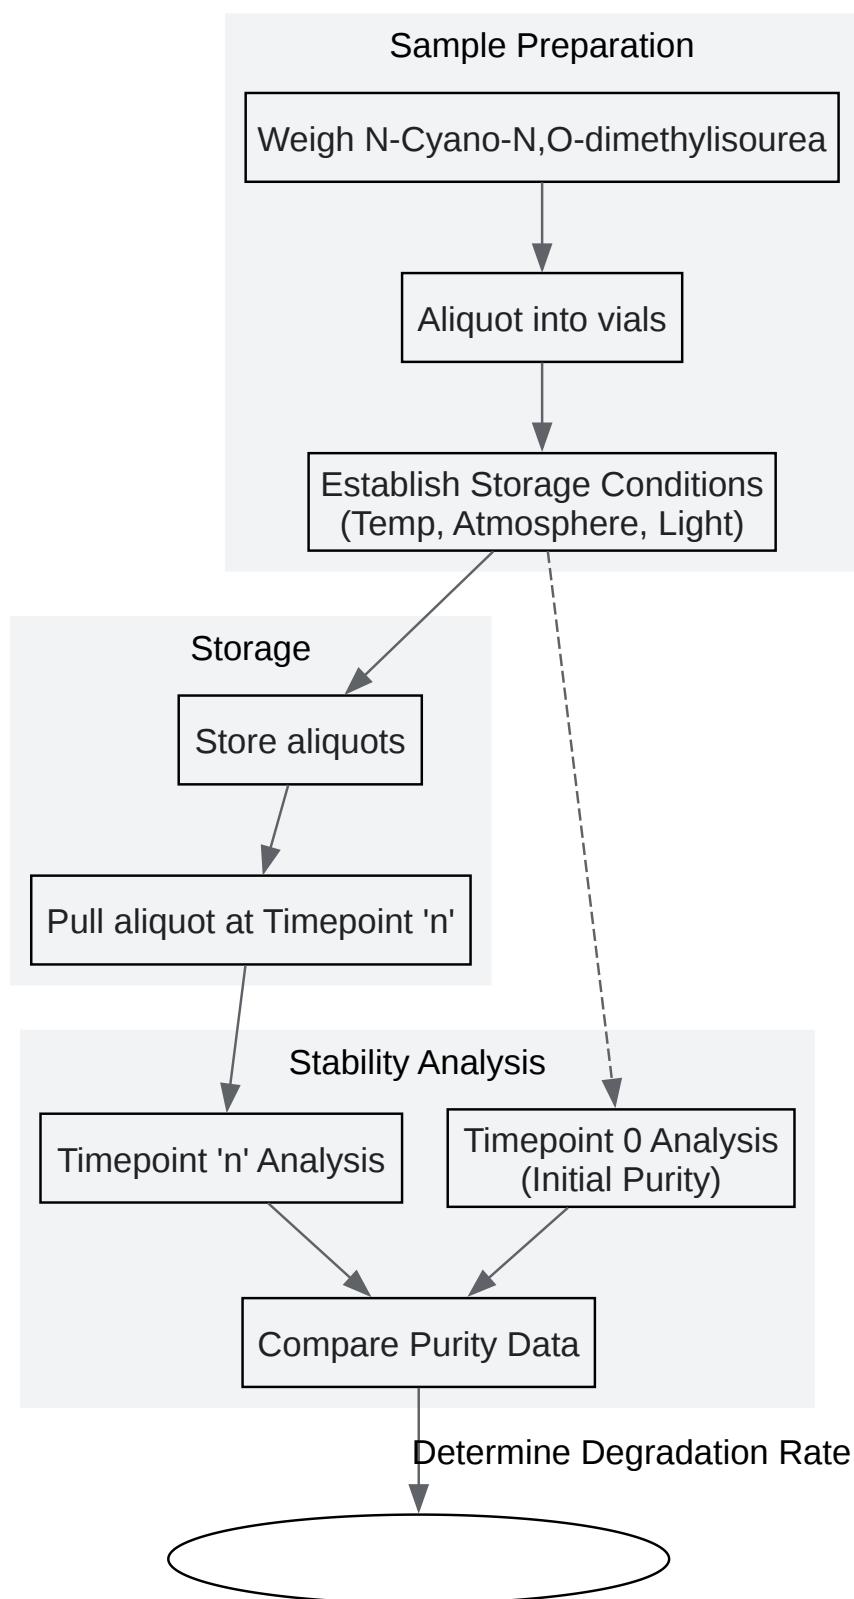 Sample Preparation
Weigh N-Cyano-N,O-dimethylisourea
Aliquot into vials
Establish Storage Conditions
(Temp, Atmosphere, Light)
Storage
Store aliquots
Pull aliquot at Timepoint 'n'
Stability Analysis
Timepoint 'n' Analysis
Timepoint 0 Analysis
(Initial Purity)
Compare Purity Data
Determine Degradation Rate